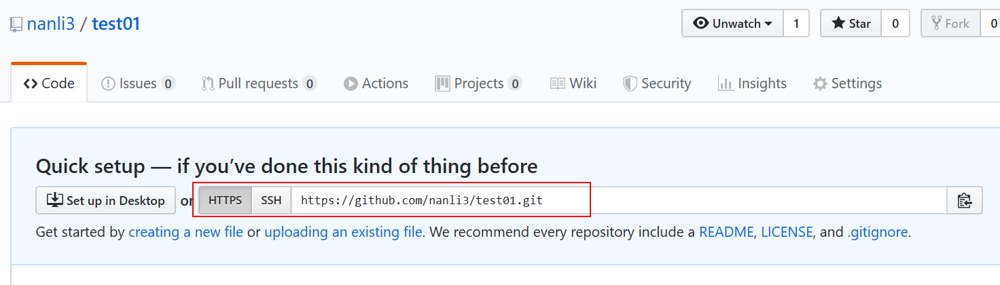 nanli3 / test01 Unwatch 1 Star 0 Fork 0
Code Issues 0 Pull requests 0 Actions Projects 0 Wiki Security Insights Settings
Quick setup — if you’ve done this kind of thing before
Set up in Desktop or HTTPS SSH https://github.com/nanli3/test01.git
Get started by creating a new file or uploading an existing file. We recommend every repository include a README, LICENSE, and .gitignore.